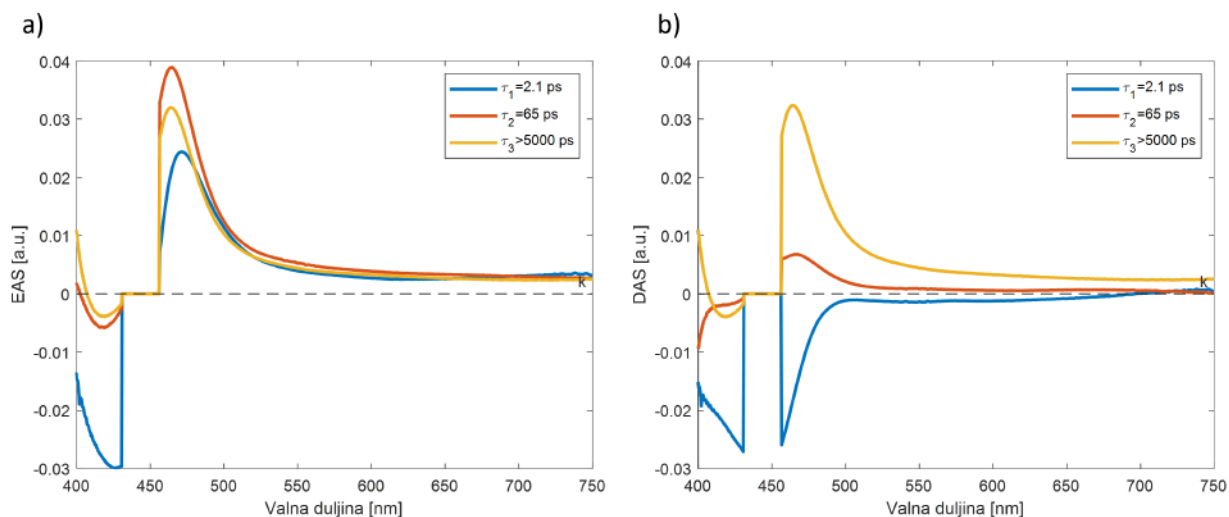 a)
EAS [a.u.]
0.04
0.03
0.02
0.01
0
-0.01
-0.02
-0.03
τ1=2.1 ps
τ2=65 ps
τ3>5000 ps
k
400 450 500 550 600 650 700 750
Valna duljina [nm]
b)
DAS [a.u.]
0.04
0.03
0.02
0.01
0
-0.01
-0.02
-0.03
τ1=2.1 ps
τ2=65 ps
τ3>5000 ps
k
400 450 500 550 600 650 700 750
Valna duljina [nm]